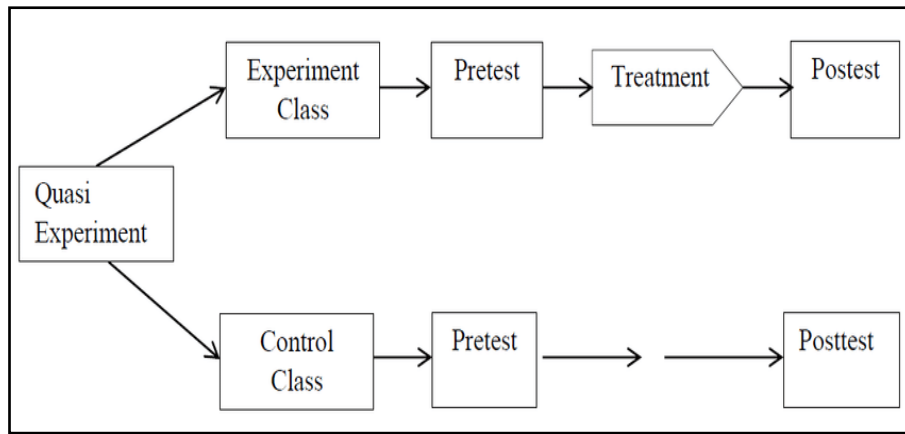 Experiment
Class
Pretest
Treatment
Postest
Quasi
Experiment
Control
Class
Pretest
Posttest